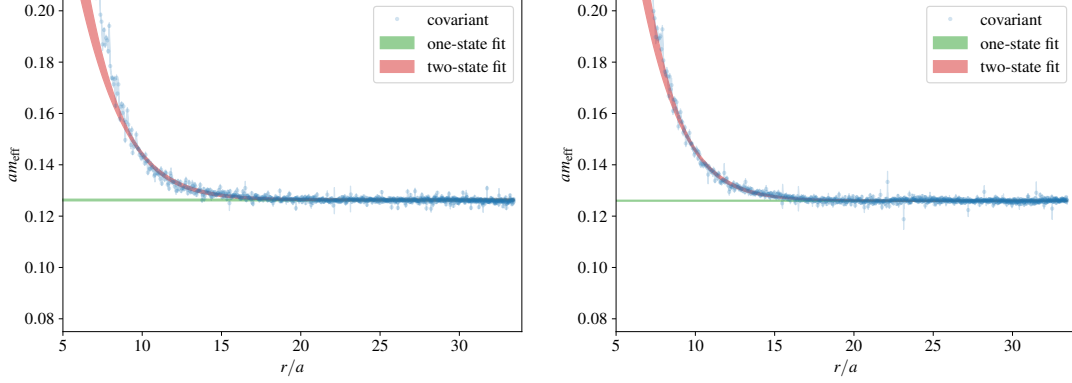 0.20
0.18
0.16
0.14
0.12
0.10
0.08
am_eff
5
10
15
20
25
30
r/a
covariant
one-state fit
two-state fit
0.20
0.18
0.16
0.14
0.12
0.10
0.08
am_eff
5
10
15
20
25
30
r/a
covariant
one-state fit
two-state fit